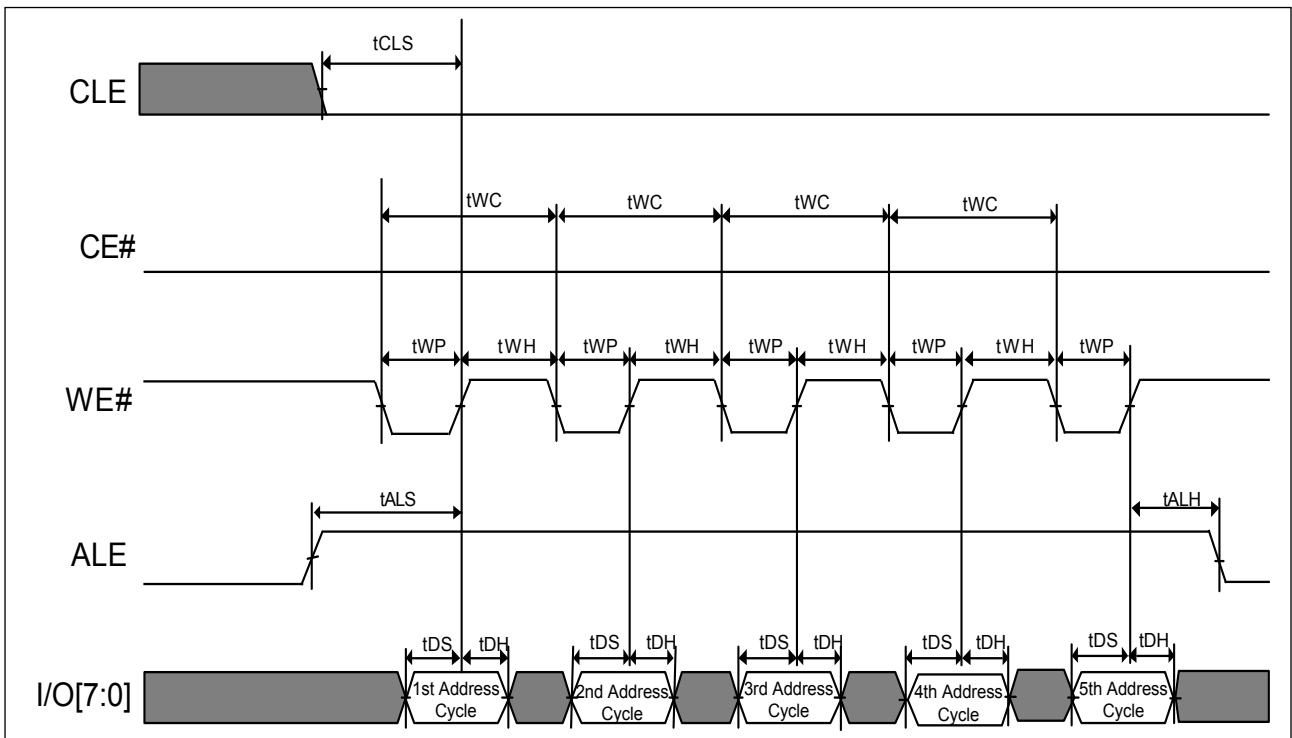 tCLS
CLE
tWC tWC tWC tWC
CE#
tWP tWH tWP tWH tWP tWH tWP tWH tWP
WE#
tALS tALH
ALE
tDS tDH tDS tDH tDS tDH tDS tDH tDS tDH
I/O[7:0]
1st Address 2nd Address 3rd Address 4th Address 5th Address
Cycle Cycle Cycle Cycle Cycle